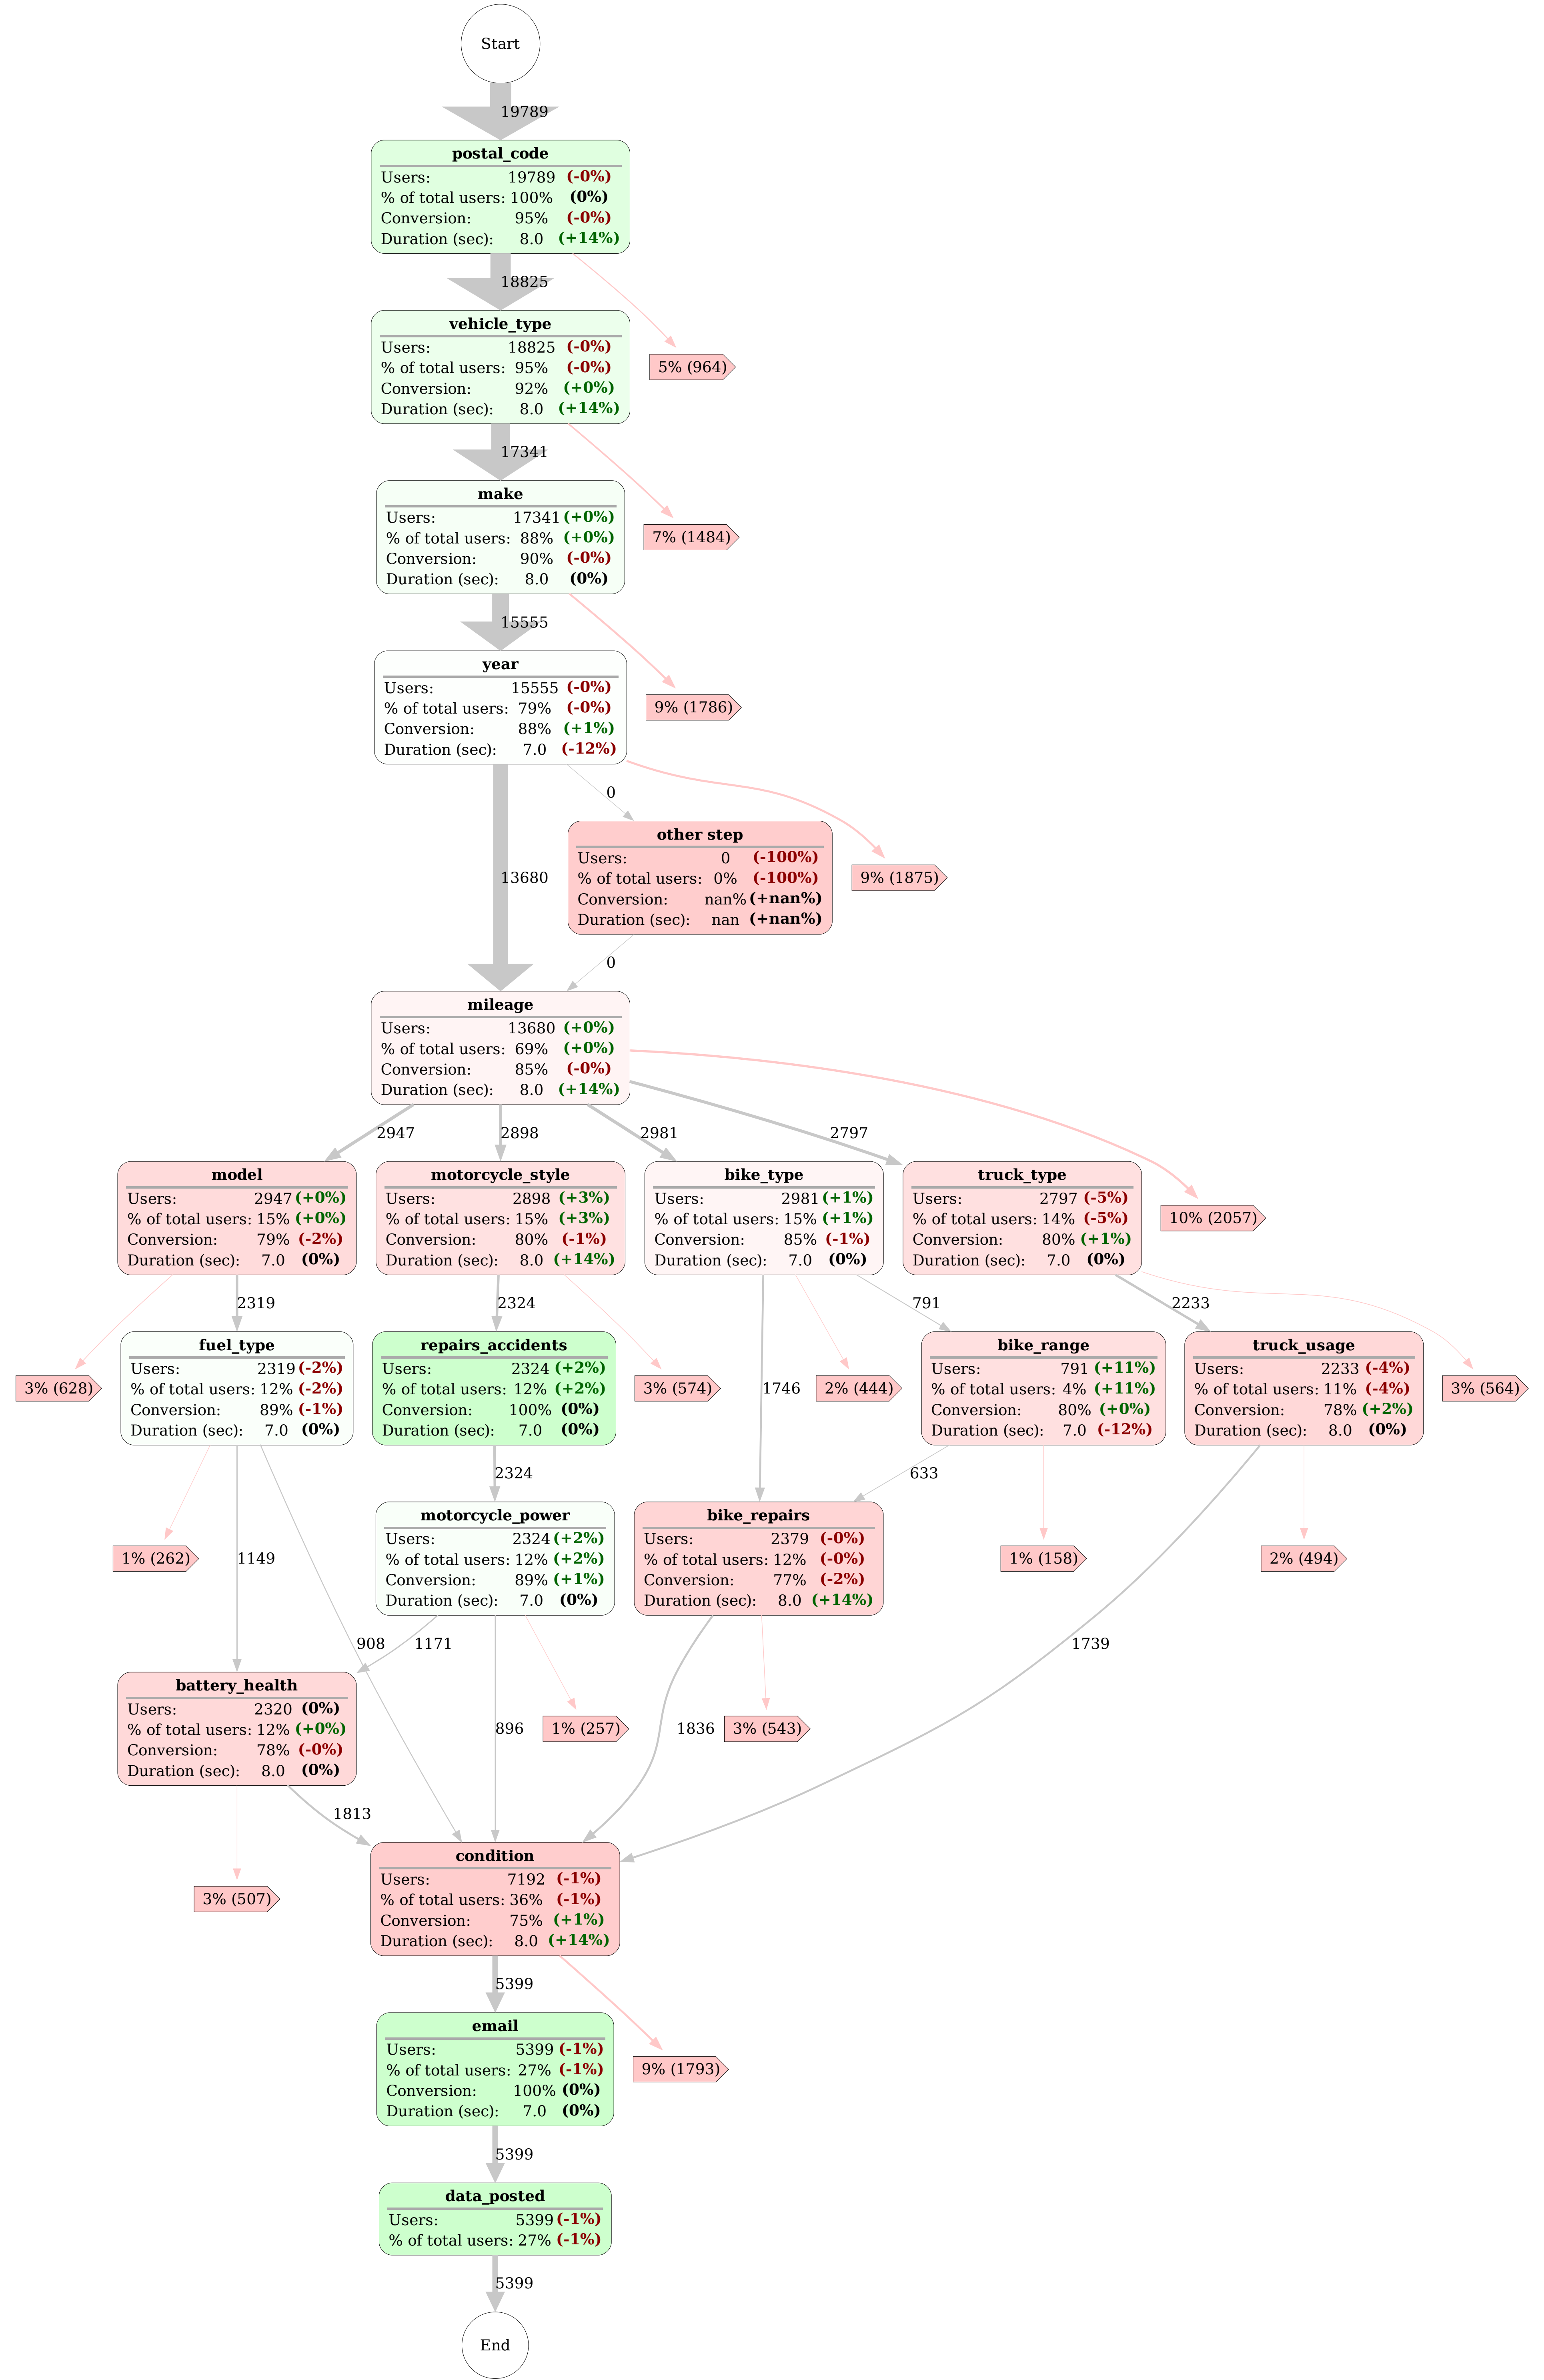 Start
19789
postal_code
Users: 19789 (-0%)
% of total users: 100% (0%)
Conversion: 95% (-0%)
Duration (sec): 8.0 (+14%)
18825
vehicle_type
Users: 18825 (-0%)
% of total users: 95% (-0%)
Conversion: 92% (+0%)
Duration (sec): 8.0 (+14%)
5% (964)
17341
make
Users: 17341 (+0%)
% of total users: 88% (+0%)
Conversion: 90% (-0%)
Duration (sec): 8.0 (0%)
7% (1484)
15555
year
Users: 15555 (-0%)
% of total users: 79% (-0%)
Conversion: 88% (+1%)
Duration (sec): 7.0 (-12%)
9% (1786)
0
13680
other step
Users: 0 (-100%)
% of total users: 0% (-100%)
Conversion: nan% (+nan%)
Duration (sec): nan (+nan%)
9% (1875)
0
mileage
Users: 13680 (+0%)
% of total users: 69% (+0%)
Conversion: 85% (-0%)
Duration (sec): 8.0 (+14%)
2947
2898
2981
2797
model
Users: 2947 (+0%)
% of total users: 15% (+0%)
Conversion: 79% (-2%)
Duration (sec): 7.0 (0%)
motorcycle_style
Users: 2898 (+3%)
% of total users: 15% (+3%)
Conversion: 80% (-1%)
Duration (sec): 8.0 (+14%)
bike_type
Users: 2981 (+1%)
% of total users: 15% (+1%)
Conversion: 85% (-1%)
Duration (sec): 7.0 (0%)
truck_type
Users: 2797 (-5%)
% of total users: 14% (-5%)
Conversion: 80% (+1%)
Duration (sec): 7.0 (0%)
10% (2057)
2319
2324
791
2233
3% (628)
fuel_type
Users: 2319 (-2%)
% of total users: 12% (-2%)
Conversion: 89% (-1%)
Duration (sec): 7.0 (0%)
repairs_accidents
Users: 2324 (+2%)
% of total users: 12% (+2%)
Conversion: 100% (0%)
Duration (sec): 7.0 (0%)
3% (574)
1746
2% (444)
bike_range
Users: 791 (+11%)
% of total users: 4% (+11%)
Conversion: 80% (+0%)
Duration (sec): 7.0 (-12%)
truck_usage
Users: 2233 (-4%)
% of total users: 11% (-4%)
Conversion: 78% (+2%)
Duration (sec): 8.0 (0%)
3% (564)
2324
633
1% (262)
1149
motorcycle_power
Users: 2324 (+2%)
% of total users: 12% (+2%)
Conversion: 89% (+1%)
Duration (sec): 7.0 (0%)
bike_repairs
Users: 2379 (-0%)
% of total users: 12% (-0%)
Conversion: 77% (-2%)
Duration (sec): 8.0 (+14%)
1% (158)
2% (494)
908
1171
1739
battery_health
Users: 2320 (0%)
% of total users: 12% (+0%)
Conversion: 78% (-0%)
Duration (sec): 8.0 (0%)
896
1% (257)
1836
3% (543)
1813
3% (507)
condition
Users: 7192 (-1%)
% of total users: 36% (-1%)
Conversion: 75% (+1%)
Duration (sec): 8.0 (+14%)
5399
email
Users: 5399 (-1%)
% of total users: 27% (-1%)
Conversion: 100% (0%)
Duration (sec): 7.0 (0%)
9% (1793)
5399
data_posted
Users: 5399 (-1%)
% of total users: 27% (-1%)
5399
End